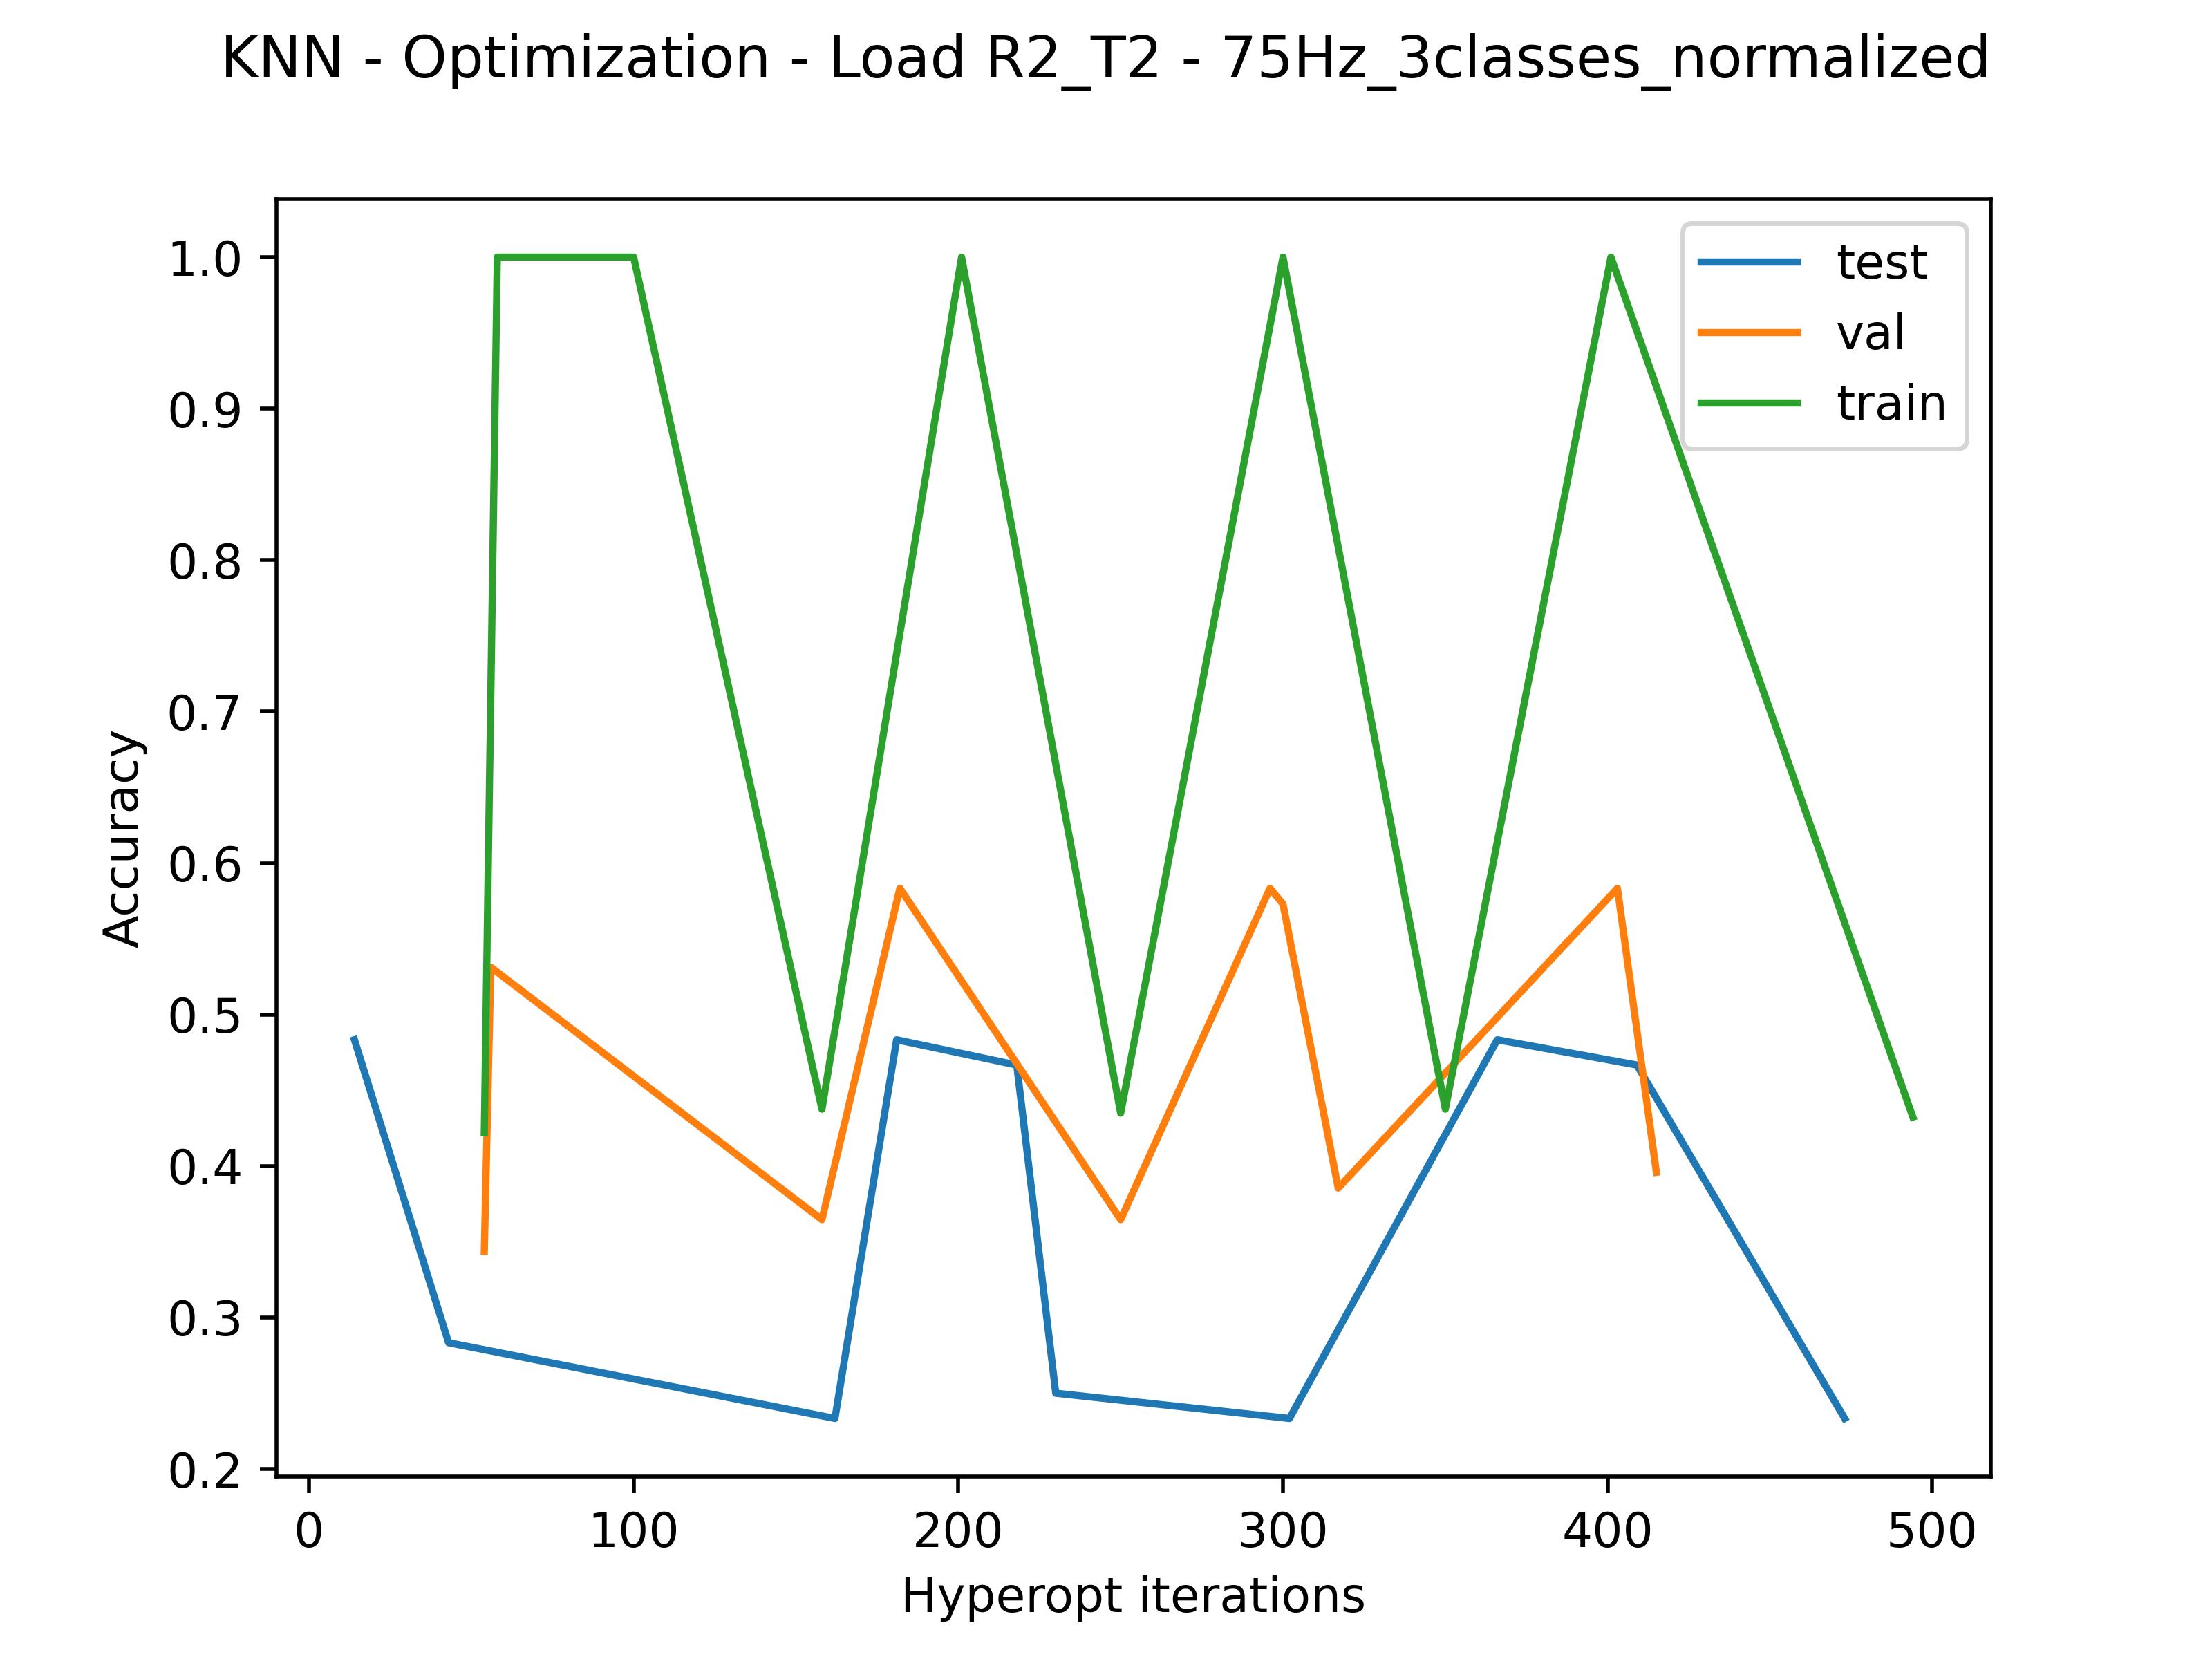 KNN - Optimization - Load R2_T2 - 75Hz_3classes_normalized
test
val
train
1.0
0.9
0.8
0.7
0.6
0.5
0.4
0.3
0.2
Accuracy
0 100 200 300 400 500
Hyperopt iterations